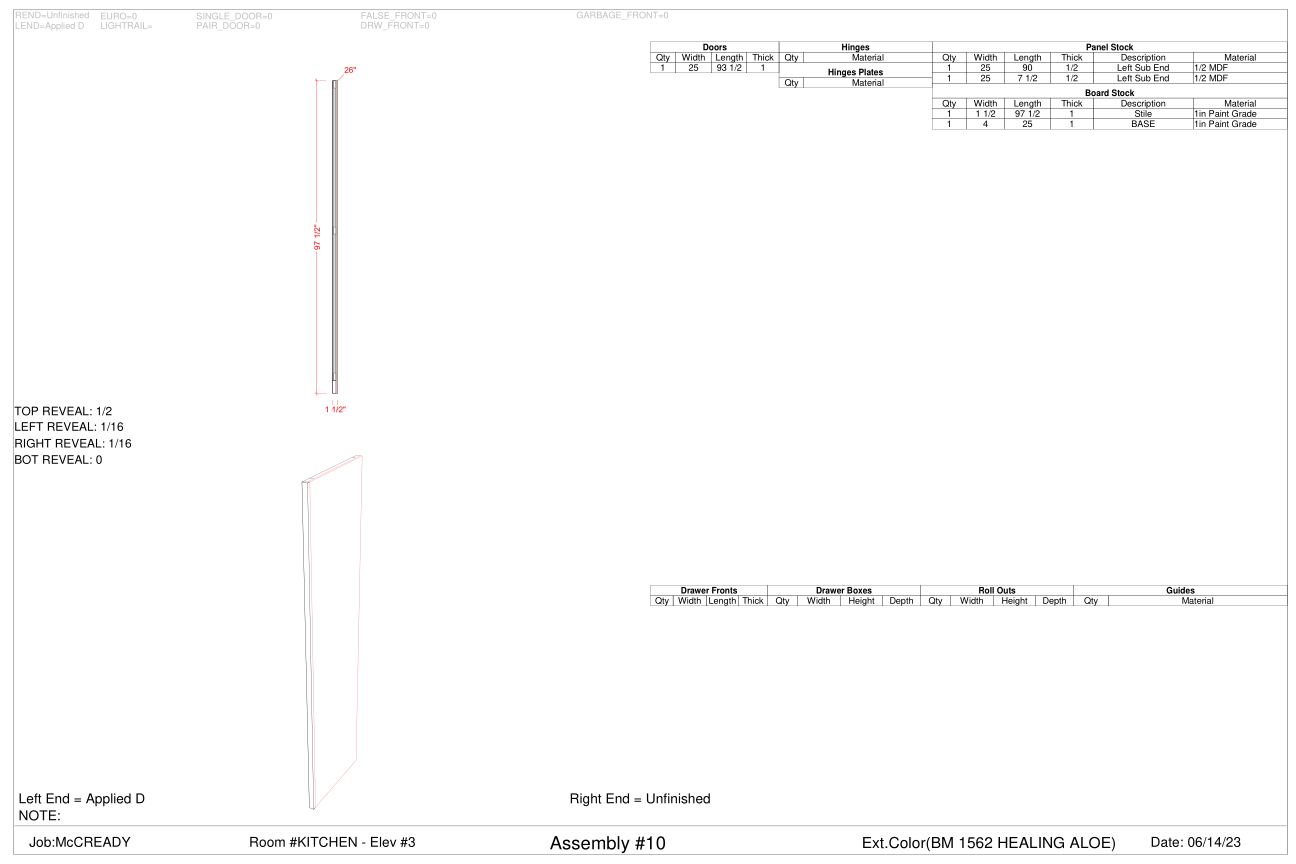 REND=Unfinished EURO=0 SINGLE_DOOR=0 FALSE_FRONT=0 GARBAGE_FRONT=0
LEND=Applied D LIGHTRAIL= PAIR_DOOR=0 DRW_FRONT=0
Doors Hinges Panel Stock
Qty Width Length Thick Qty Material Qty Width Length Thick Description Material
1 25 93 1/2 1 1 25 90 1/2 Left Sub End 1/2 MDF
Hinges Plates 1 25 7 1/2 1/2 Left Sub End 1/2 MDF
Qty Material
Board Stock
Qty Width Length Thick Description Material
1 1 1/2 97 1/2 1 Stile 1in Paint Grade
1 4 25 1 BASE 1in Paint Grade
26"
97 1/2"
1 1/2"
TOP REVEAL: 1/2
LEFT REVEAL: 1/16
RIGHT REVEAL: 1/16
BOT REVEAL: 0
Drawer Fronts Drawer Boxes Roll Outs Guides
Qty Width Length Thick Qty Width Height Depth Qty Width Height Depth Qty Material
Left End = Applied D Right End = Unfinished
NOTE:
Job:McCREADY Room #KITCHEN - Elev #3 Assembly #10 Ext.Color(BM 1562 HEALING ALOE) Date: 06/14/23